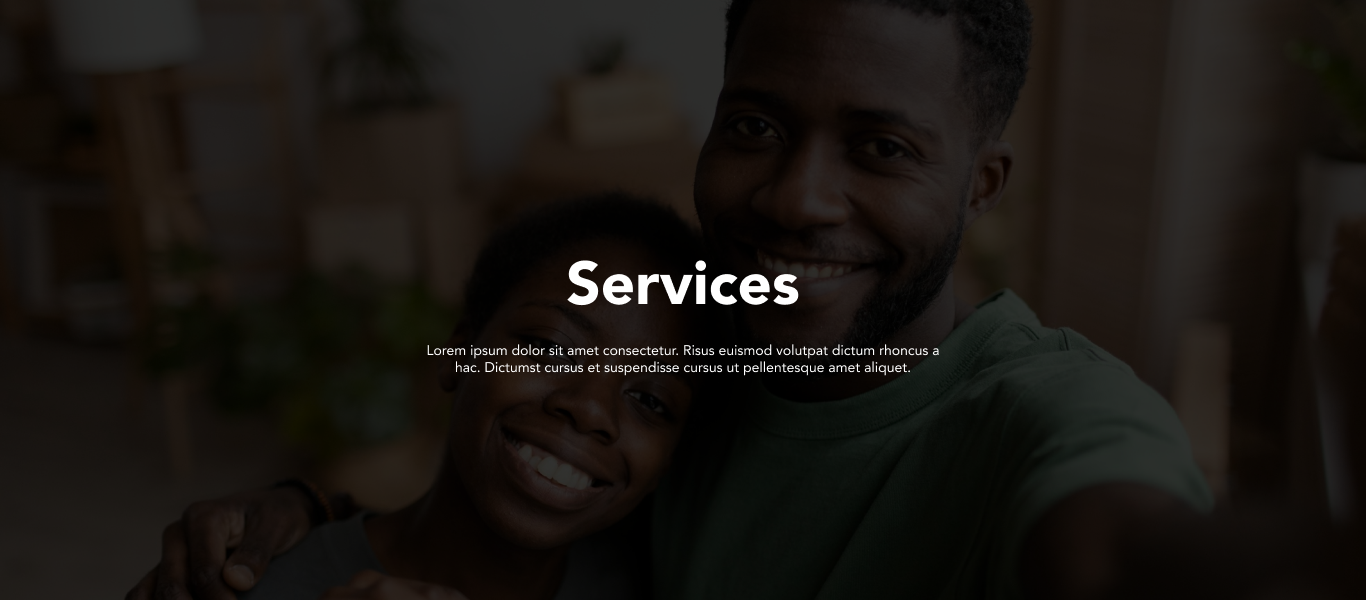 Services
Lorem ipsum dolor sit amet consectetur. Risus euismod volutpat dictum rhoncus a
hac. Dictumst cursus et suspendisse cursus ut pellentesque amet aliquet.